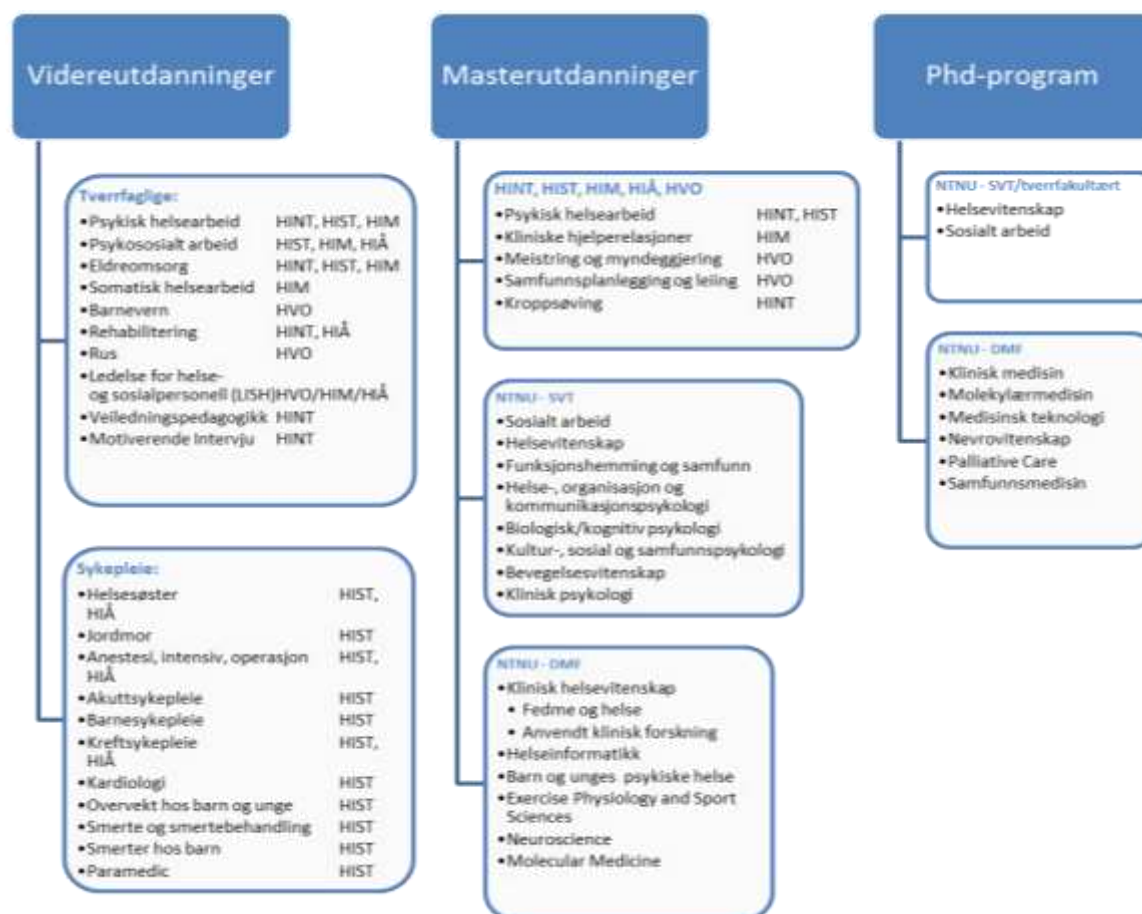 Videreutdanninger
Tverrfaglige:
•Psykisk helsearbeid HINT, HIST, HIM
•Psykososialt arbeid HIST, HIM, HIÅ
•Eldreomsorg HINT, HIST, HIM
•Somatisk helsearbeid HIM
•Barnevern HVO
•Rehabilitering HINT, HIÅ
•Rus HVO
•Ledelse for helse-
og sosialpersonell (LISH)HVO/HIM/HIÅ
•Veiledningspedagogikk HINT
•Motiverende Intervju HINT
Sykepleie:
•Helsesøster HIST,
HIÅ
•Jordmor HIST
•Anestesi, intensiv, operasjon HIST,
HIÅ
•Akuttsykepleie HIST
•Barnesykepleie HIST
•Kreftsykepleie HIST,
HIÅ
•Kardiologi HIST
•Overvekt hos barn og unge HIST
•Smerte og smertebehandling HIST
•Smerter hos barn HIST
•Paramedic HIST
Masterutdanninger
HINT, HIST, HIM, HIÅ, HVO
•Psykisk helsearbeid HINT, HIST
•Kliniske hjelperelasjoner HIM
•Meistring og myndeggjering HVO
•Samfunnsplanlegging og leiing HVO
•Kroppsøving HINT
NTNU - SVT
•Sosialt arbeid
•Helsevitenskap
•Funksjonshemming og samfunn
•Helse-, organisasjon og
kommunikasjonspsykologi
•Biologisk/kognitiv psykologi
•Kultur-, sosial og samfunnspsykologi
•Bevegelsesvitenskap
•Klinisk psykologi
NTNU - DMF
•Klinisk helsevitenskap
• Fedme og helse
• Anvendt klinisk forskning
•Helseinformatikk
•Barn og unges psykiske helse
•Exercise Physiology and Sport
Sciences
•Neuroscience
•Molecular Medicine
Phd-program
NTNU - SVT/tverrfakultært
•Helsevitenskap
•Sosialt arbeid
NTNU - DMF
•Klinisk medisin
•Molekylærmedisin
•Medisinsk teknologi
•Nevrovitenskap
•Palliative Care
•Samfunnsmedisin